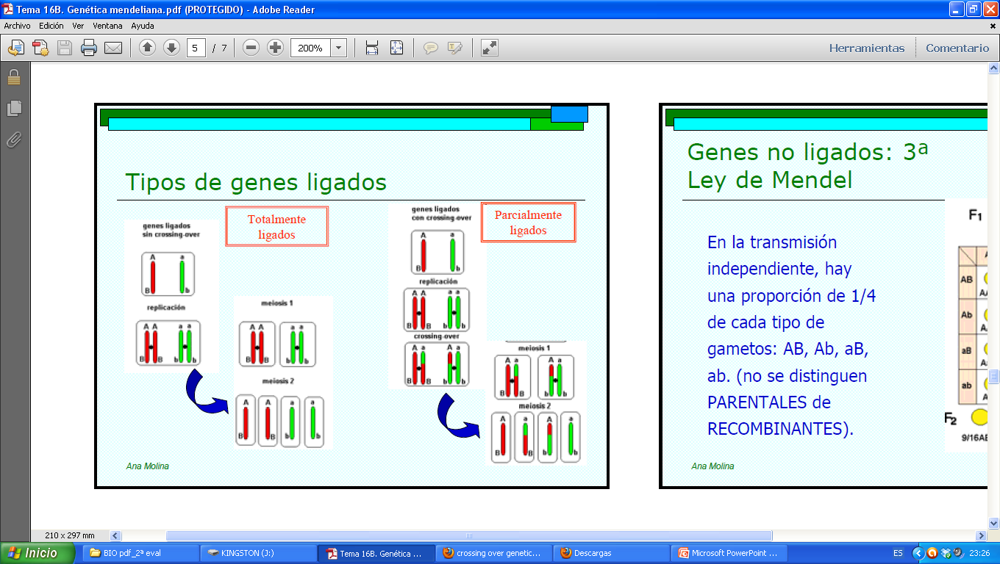 Tema 16B. Genética mendeliana.pdf (PROTEGIDO) - Adobe Reader
Archivo Edición Ver Ventana Ayuda
5 / 7 200% Herramientas Comentario
Tipos de genes ligados
genes ligados
sin crossing-over
Totalmente
ligados
A a
B b
replicación
A A a a
B B b b
meiosis 1
A A a a
B B b b
meiosis 2
A A a a
B B b b
genes ligados
con crossing-over
Parcialmente
ligados
A a
B b
replicación
A A a a
B B b b
crossing-over
A a A a
B B b b
meiosis 1
A a A a
B B b b
meiosis 2
A a A a
B B b b
Ana Molina
Genes no ligados: 3ª
Ley de Mendel
En la transmisión
independiente, hay
una proporción de 1/4
de cada tipo de
gametos: AB, Ab, aB,
ab. (no se distinguen
PARENTALES de
RECOMBINANTES).
F1
AB
Ab
aB
ab
F2
Ana Molina
210 x 297 mm
Inicio BIO pdf_2ª eval KINGSTON (J:) Tema 16B. Genética ... crossing over genetic... Descargas Microsoft PowerPoint ... ES 23:26